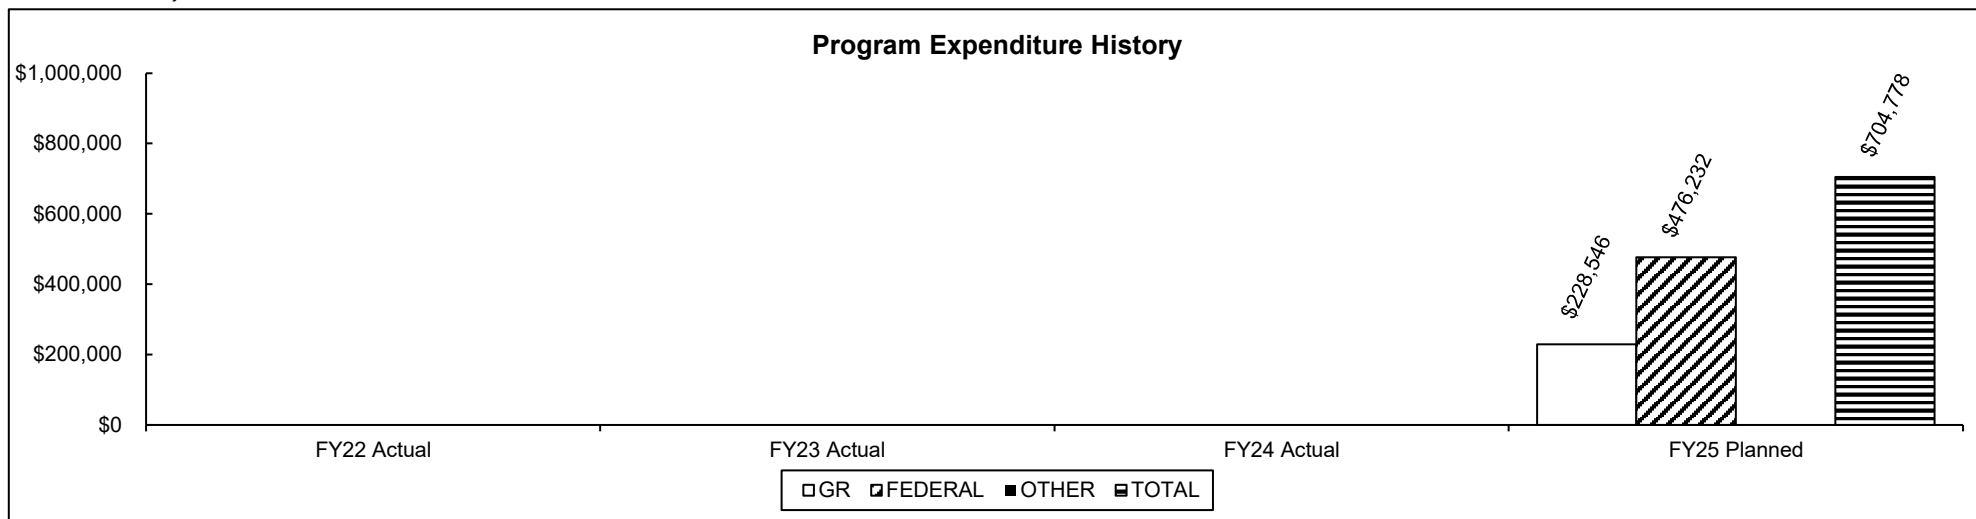 Program Expenditure History
$1,000,000
$800,000
$600,000
$400,000
$200,000
$0
$228,546
$476,232
$704,778
FY22 Actual
FY23 Actual
FY24 Actual
FY25 Planned
GR FEDERAL OTHER TOTAL